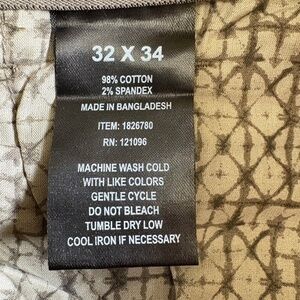 32 X 34
98% COTTON
2% SPANDEX
MADE IN BANGLADESH
ITEM: 1826780
RN: 121096
MACHINE WASH COLD
WITH LIKE COLORS
GENTLE CYCLE
DO NOT BLEACH
TUMBLE DRY LOW
COOL IRON IF NECESSARY